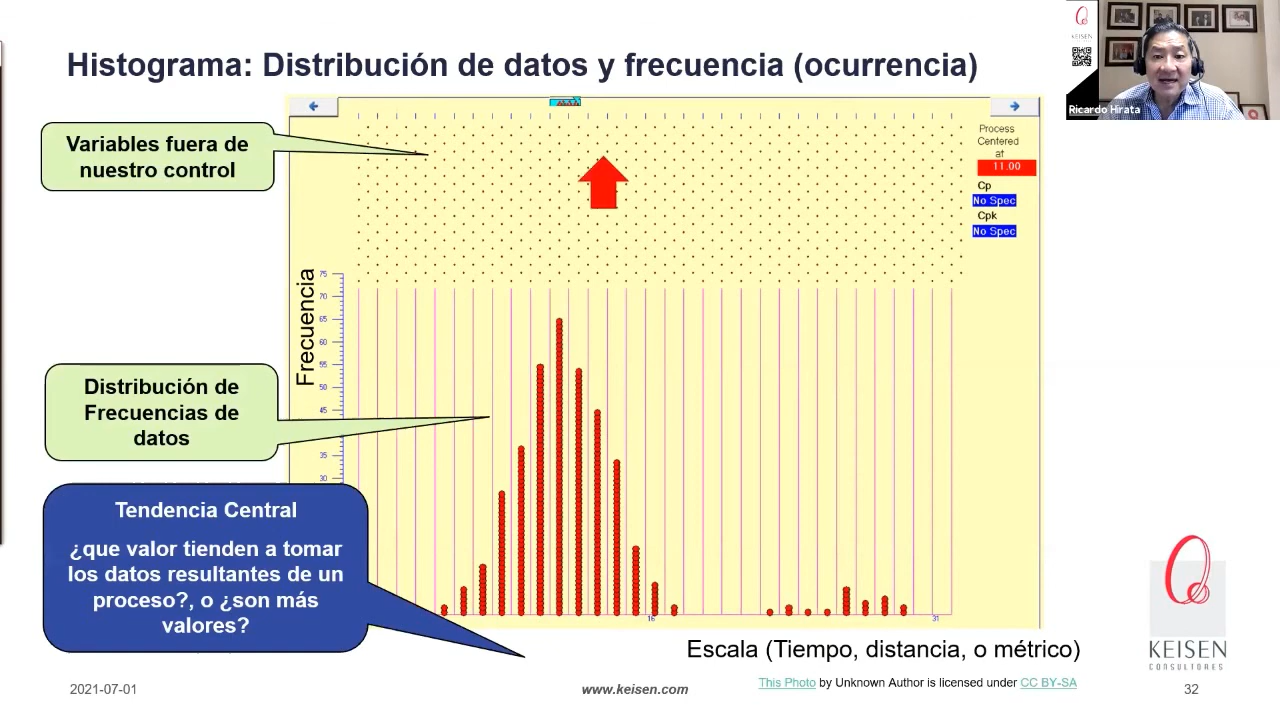 Histograma: Distribución de datos y frecuencia (ocurrencia)
KEISEN
Ricardo Hirata
Variables fuera de
nuestro control
Process
Centered
at
11.00
Cp
No Spec
Cpk
No Spec
Frecuencia
75
70
65
60
55
50
45
35
30
Distribución de
Frecuencias de
datos
Tendencia Central
¿que valor tienden a tomar
los datos resultantes de un
proceso?, o ¿son más
valores?
16
31
Escala (Tiempo, distancia, o métrico)
KEISEN
CONSULTORES
2021-07-01
www.keisen.com
This Photo by Unknown Author is licensed under CC BY-SA
32